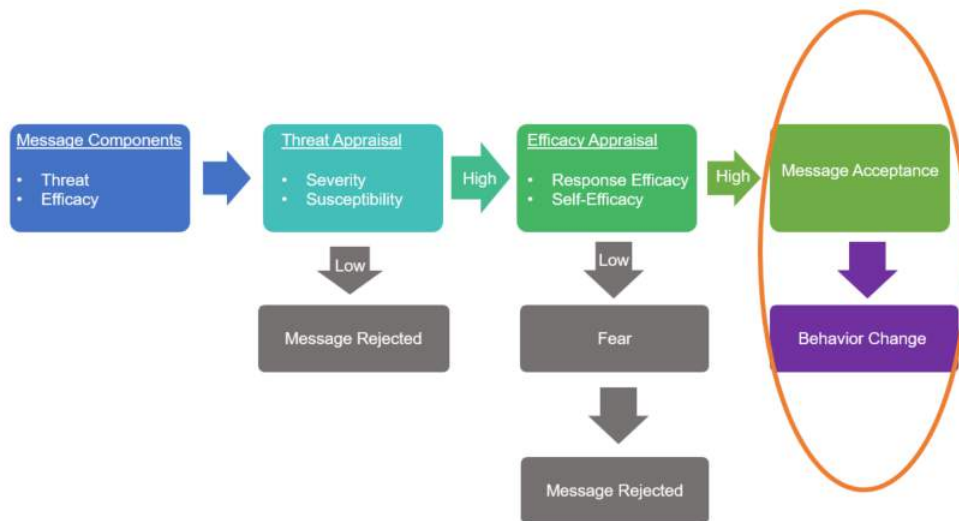 Message Components
• Threat
• Efficacy
Threat Appraisal
• Severity
• Susceptibility
High
Efficacy Appraisal
• Response Efficacy
• Self-Efficacy
High
Message Acceptance
Low
Low
Message Rejected
Fear
Behavior Change
Message Rejected